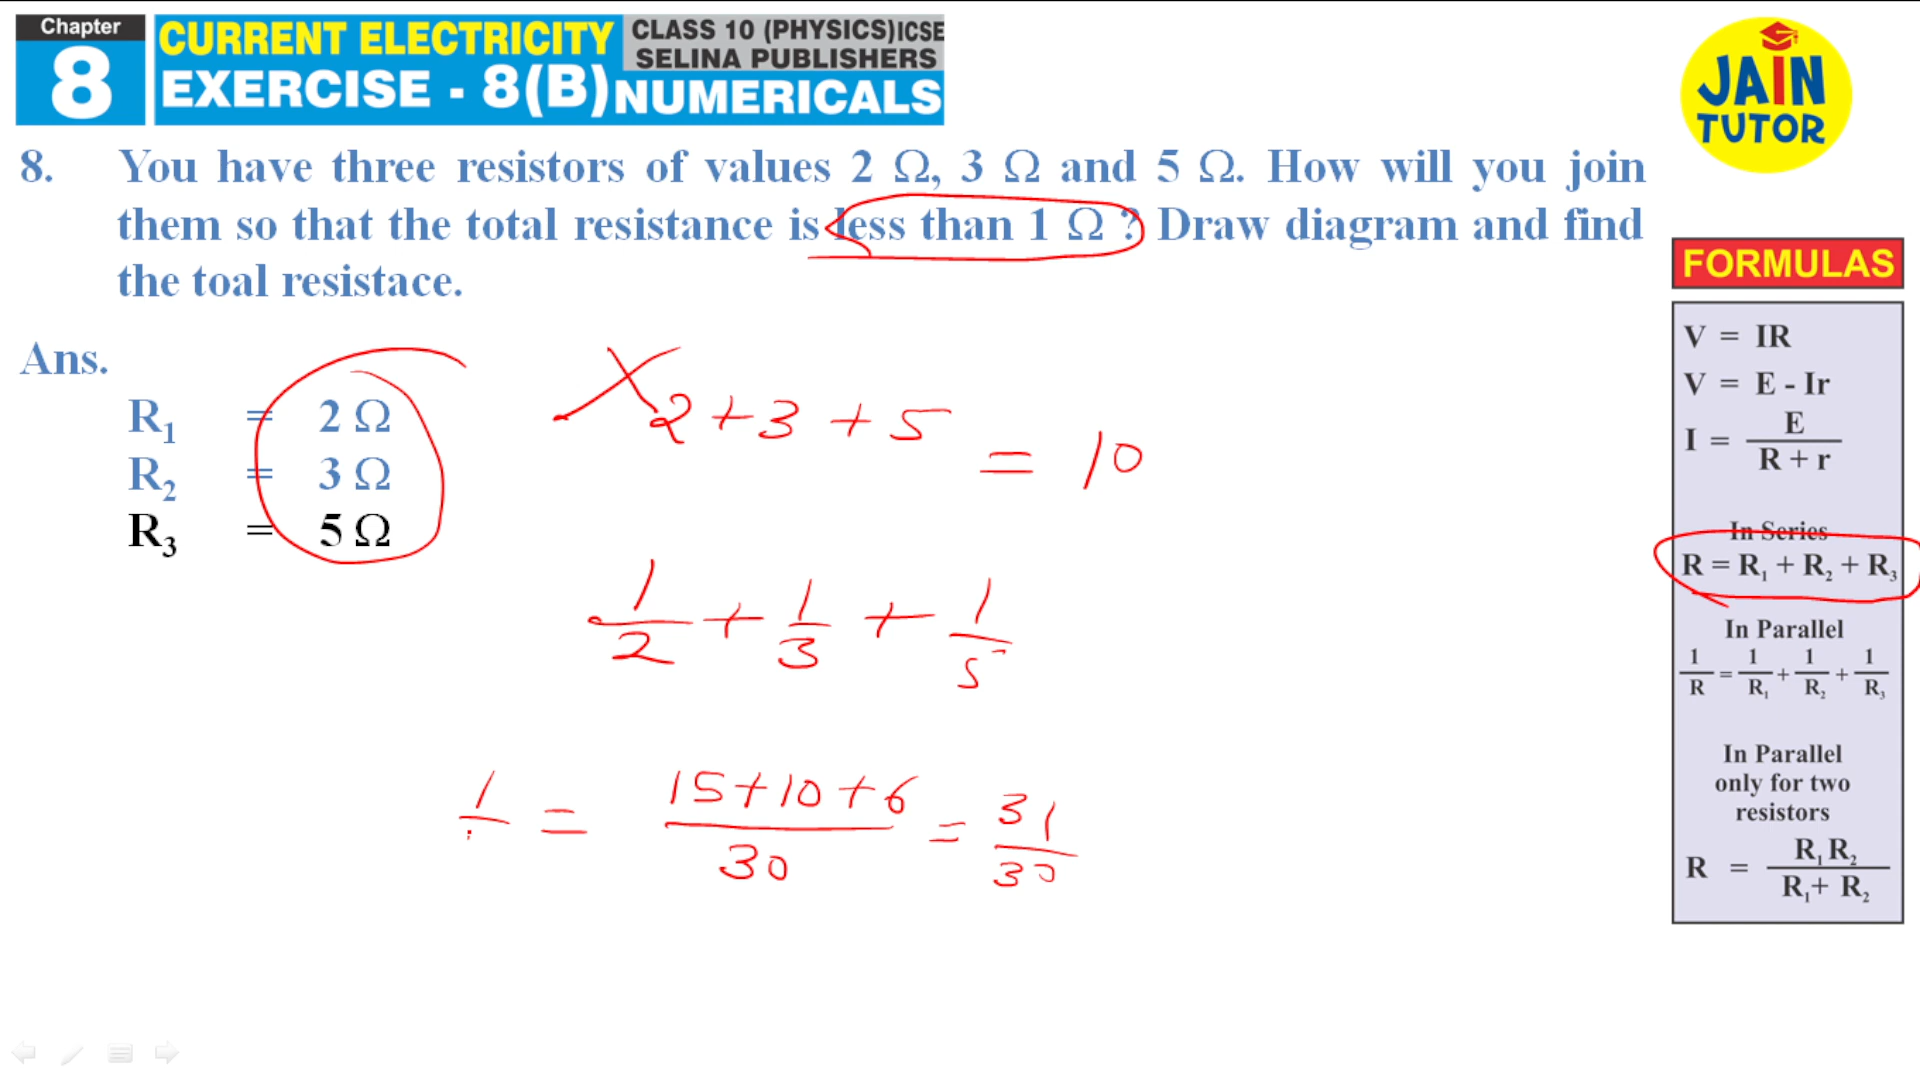 Chapter
8
CURRENT ELECTRICITY
EXERCISE - 8(B)
CLASS 10 (PHYSICS)ICSE
SELINA PUBLISHERS
NUMERICALS
JAIN
TUTOR
8. You have three resistors of values 2 Ω, 3 Ω and 5 Ω. How will you join
them so that the total resistance is less than 1 Ω ? Draw diagram and find
the toal resistace.
Ans.
R₁ = 2 Ω
R₂ = 3 Ω
R₃ = 5 Ω
2 + 3 + 5 = 10
1/2 + 1/3 + 1/5
1/ = 15+10+6/30 = 31/30
FORMULAS
V = IR
V = E - Ir
I = E/R + r
In Series
R = R₁ + R₂ + R₃
In Parallel
1/R = 1/R₁ + 1/R₂ + 1/R₃
In Parallel
only for two
resistors
R = R₁ R₂/R₁+ R₂